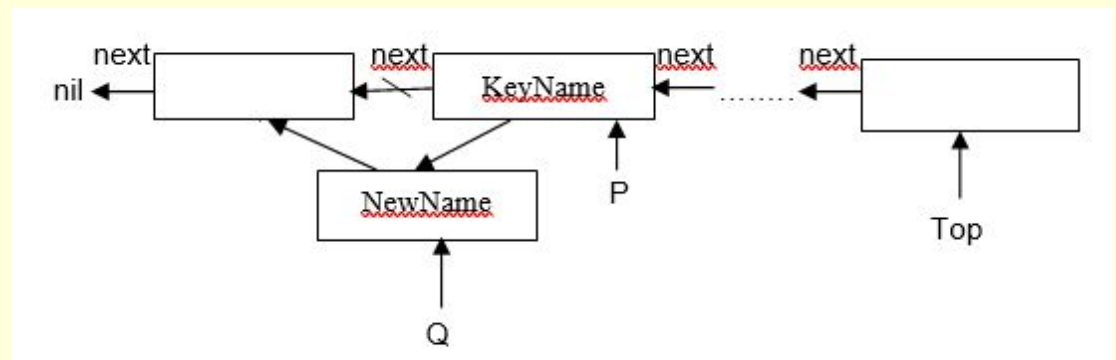 next next next next
nil KeyName ........
NewName P
Top
Q